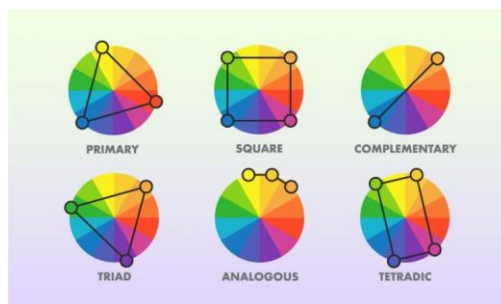 PRIMARY
SQUARE
COMPLEMENTARY
TRIAD
ANALOGOUS
TETRADIC